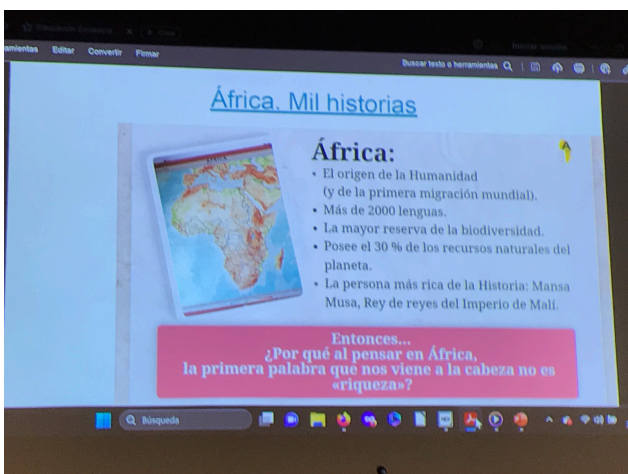 amientas Editar Convertir Firmar
Buscar texto o herramientas
África. Mil historias
África:
• El origen de la Humanidad
(y de la primera migración mundial).
• Más de 2000 lenguas.
• La mayor reserva de la biodiversidad.
• Posee el 30 % de los recursos naturales del
planeta.
• La persona más rica de la Historia: Mansa
Musa, Rey de reyes del Imperio de Malí.
Entonces...
¿Por qué al pensar en África,
la primera palabra que nos viene a la cabeza no es
«riqueza»?
Búsqueda